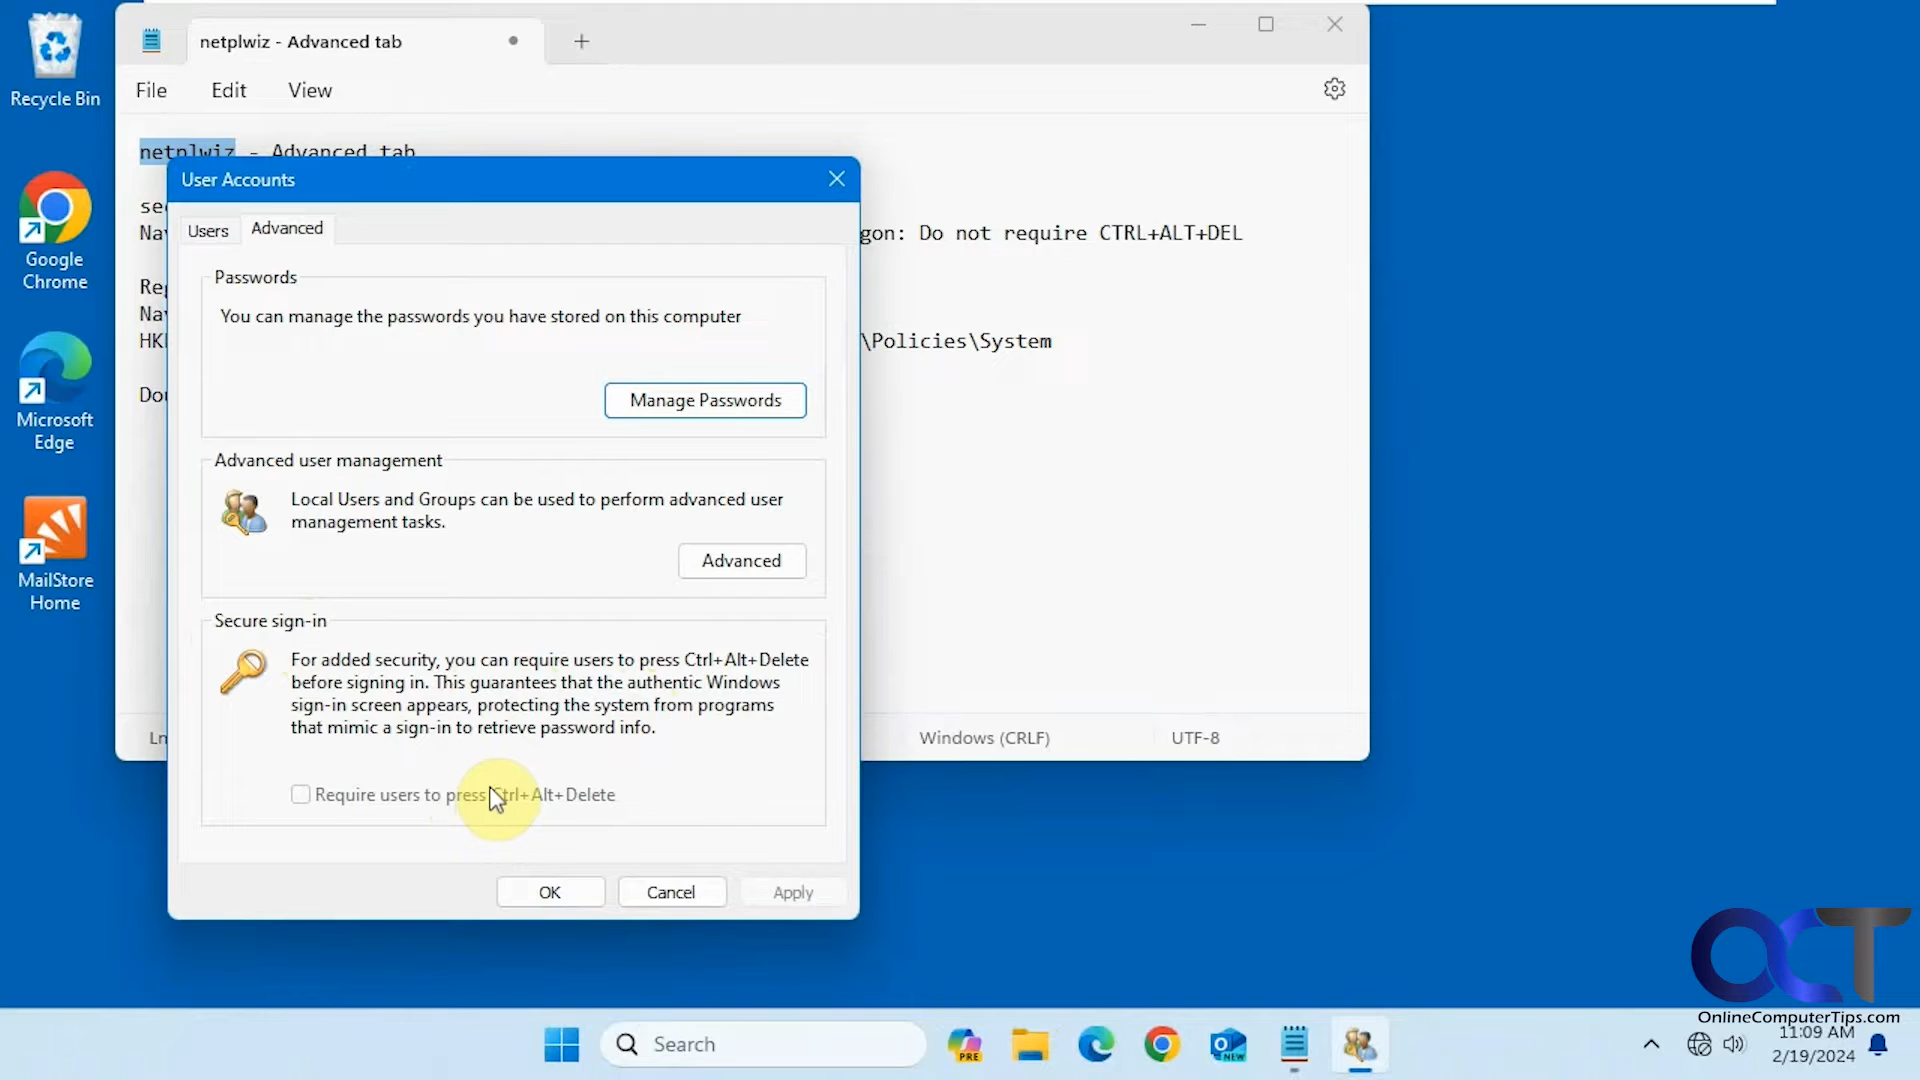 Recycle Bin
Google
Chrome
Microsoft
Edge
MailStore
Home
netplwiz - Advanced tab
File
Edit
View
netplwiz - Advanced tab
gon: Do not require CTRL+ALT+DEL
\Policies\System
Windows (CRLF)
UTF-8
User Accounts
Users
Advanced
Passwords
You can manage the passwords you have stored on this computer
Manage Passwords
Advanced user management
Local Users and Groups can be used to perform advanced user
management tasks.
Advanced
Secure sign-in
For added security, you can require users to press Ctrl+Alt+Delete
before signing in. This guarantees that the authentic Windows
sign-in screen appears, protecting the system from programs
that mimic a sign-in to retrieve password info.
Require users to press Ctrl+Alt+Delete
OK
Cancel
Apply
OCT
OnlineComputerTips.com
Search
PRE
NEW
11:09 AM
2/19/2024